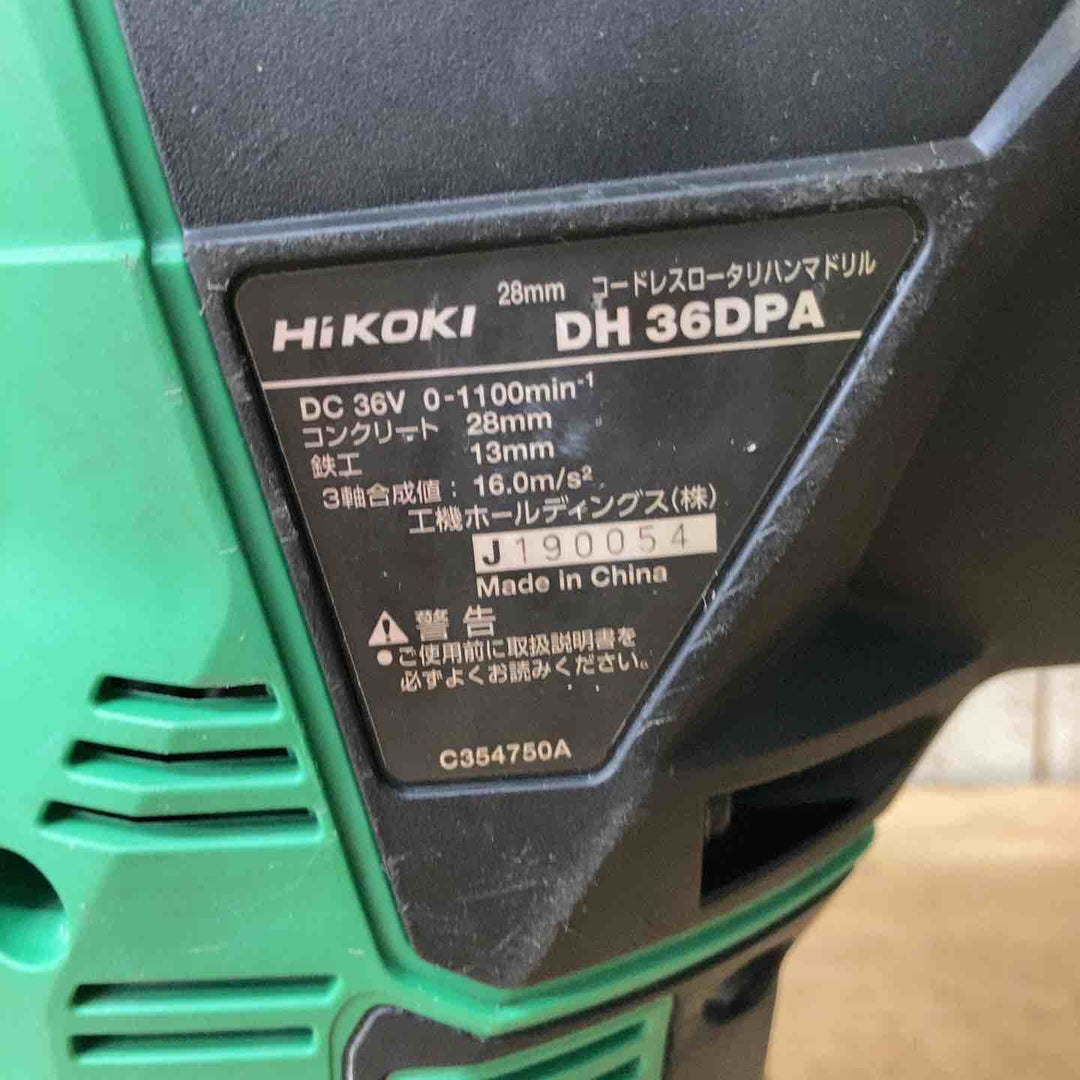 28mm コードレスロータリハンマドリル
HiKOKI DH 36DPA
DC 36V 0-1100min-1
コンクリート 28mm
鉄工 13mm
3軸合成値: 16.0m/s²
工機ホールディングス(株)
J190054
Made in China
警告
●ご使用前に取扱説明書を
必ずよくお読みください。
C354750A